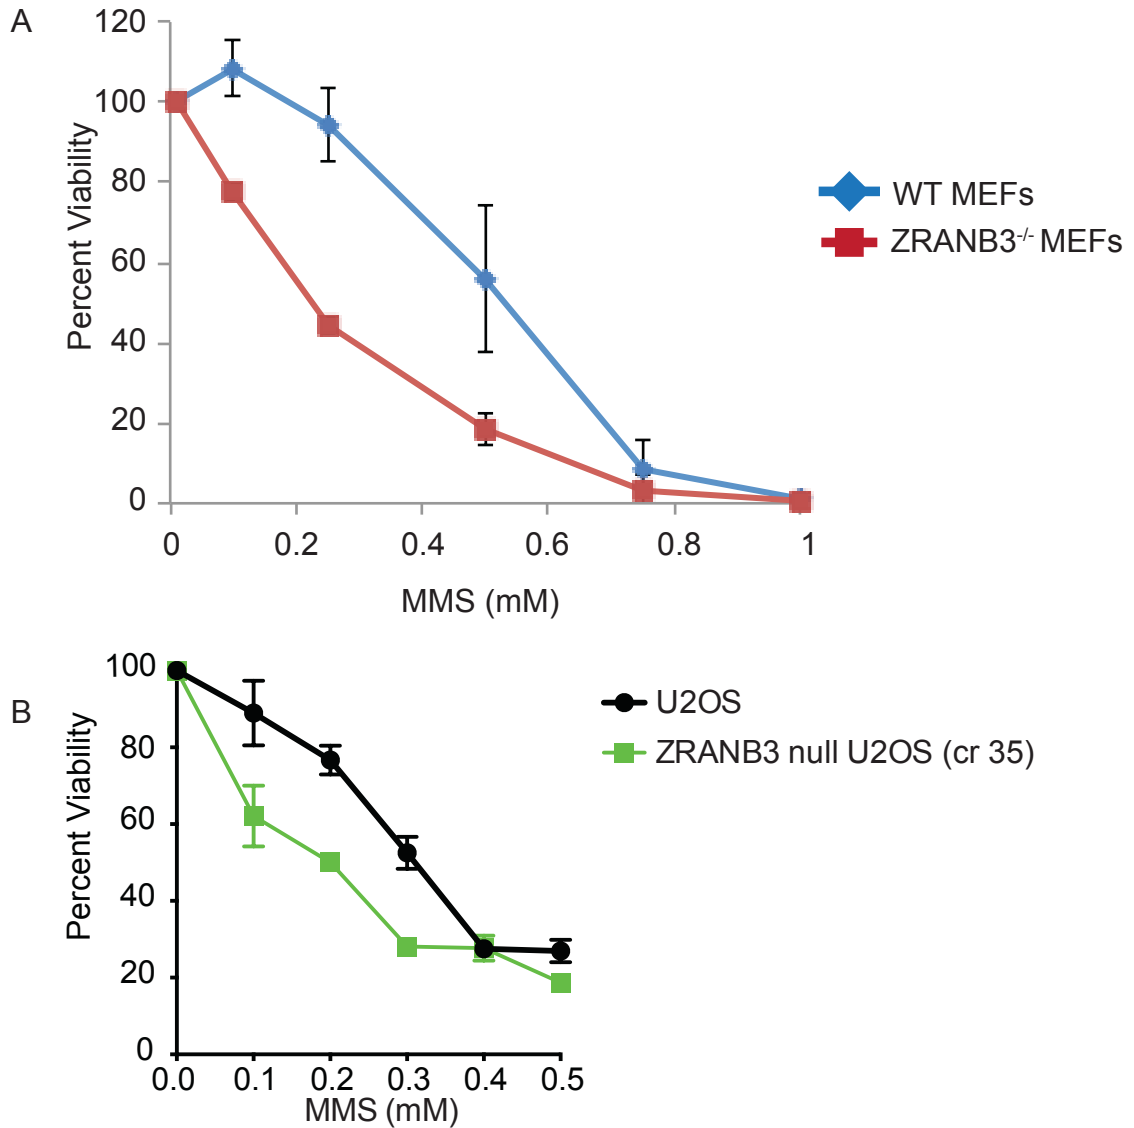 A
120
100
80
60
40
20
0
Percent Viability
0 0.2 0.4 0.6 0.8 1
MMS (mM)
WT MEFs
ZRANB3-/- MEFs
B
100
80
60
40
20
0
Percent Viability
0.0 0.1 0.2 0.3 0.4 0.5
MMS (mM)
U2OS
ZRANB3 null U2OS (cr 35)